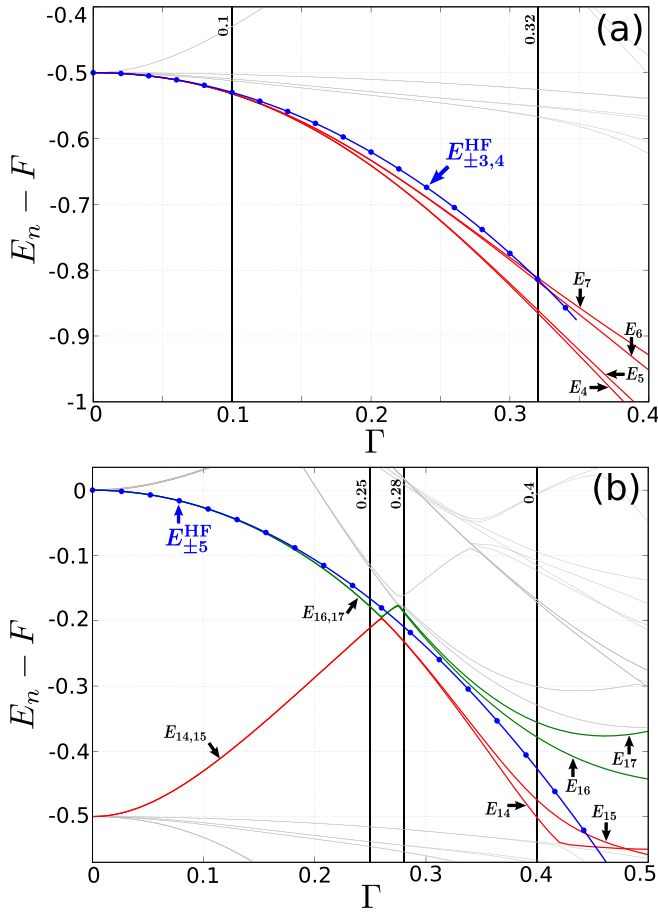 (a)
-0.4
-0.5
-0.6
-0.7
-0.8
-0.9
-1
E_n − F
0.1
0.32
E^HF_±3,4
E_7
E_6
E_5
E_4
0
0.1
0.2
0.3
0.4
Γ
(b)
0
-0.1
-0.2
-0.3
-0.4
-0.5
E_n − F
0.25
0.28
0.4
E^HF_±5
E_16,17
E_14,15
E_17
E_16
E_15
E_14
0
0.1
0.2
0.3
0.4
0.5
Γ